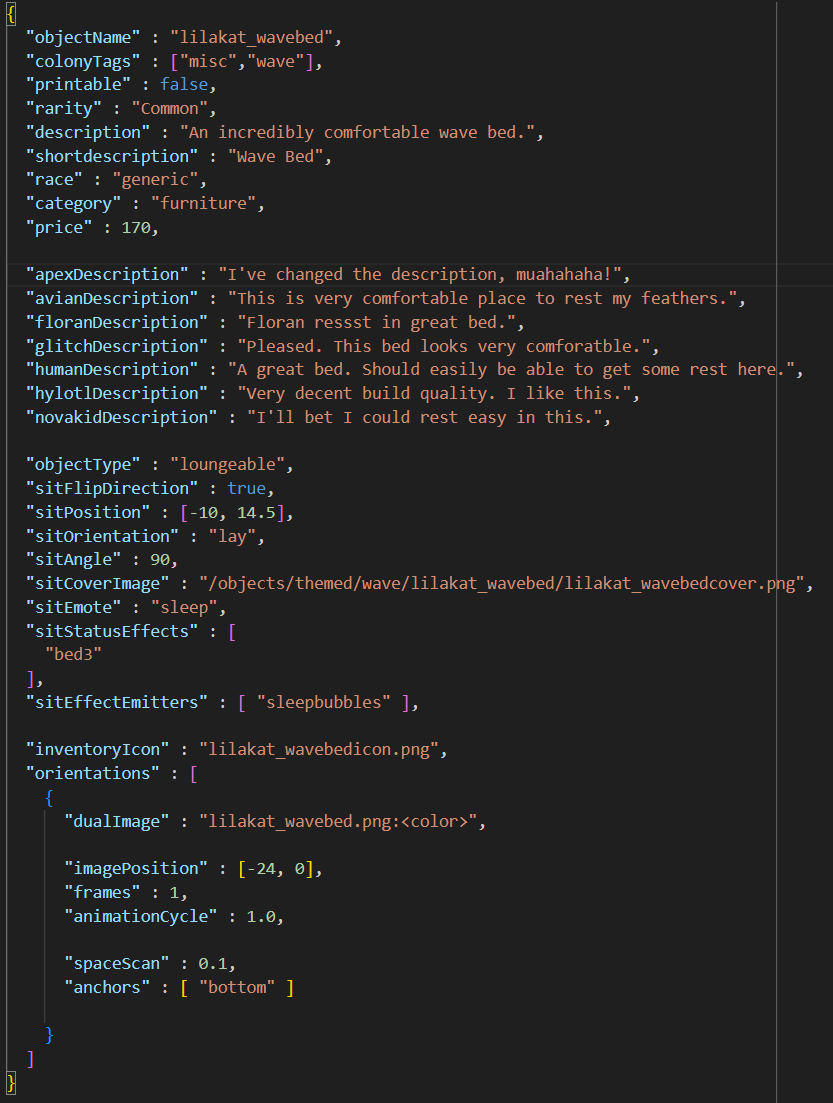 {
"objectName" : "lilakat_wavebed",
"colonyTags" : ["misc","wave"],
"printable" : false,
"rarity" : "Common",
"description" : "An incredibly comfortable wave bed.",
"shortdescription" : "Wave Bed",
"race" : "generic",
"category" : "furniture",
"price" : 170,
"apexDescription" : "I've changed the description, muahahaha!",
"avianDescription" : "This is very comfortable place to rest my feathers.",
"floranDescription" : "Floran ressst in great bed.",
"glitchDescription" : "Pleased. This bed looks very comforatble.",
"humanDescription" : "A great bed. Should easily be able to get some rest here.",
"hylotlDescription" : "Very decent build quality. I like this.",
"novakidDescription" : "I'll bet I could rest easy in this.",
"objectType" : "loungeable",
"sitFlipDirection" : true,
"sitPosition" : [-10, 14.5],
"sitOrientation" : "lay",
"sitAngle" : 90,
"sitCoverImage" : "/objects/themed/wave/lilakat_wavebed/lilakat_wavebedcover.png",
"sitEmote" : "sleep",
"sitStatusEffects" : [
"bed3"
],
"sitEffectEmitters" : [ "sleepbubbles" ],
"inventoryIcon" : "lilakat_wavebedicon.png",
"orientations" : [
{
"dualImage" : "lilakat_wavebed.png:<color>",
"imagePosition" : [-24, 0],
"frames" : 1,
"animationCycle" : 1.0,
"spaceScan" : 0.1,
"anchors" : [ "bottom" ]
}
]
}